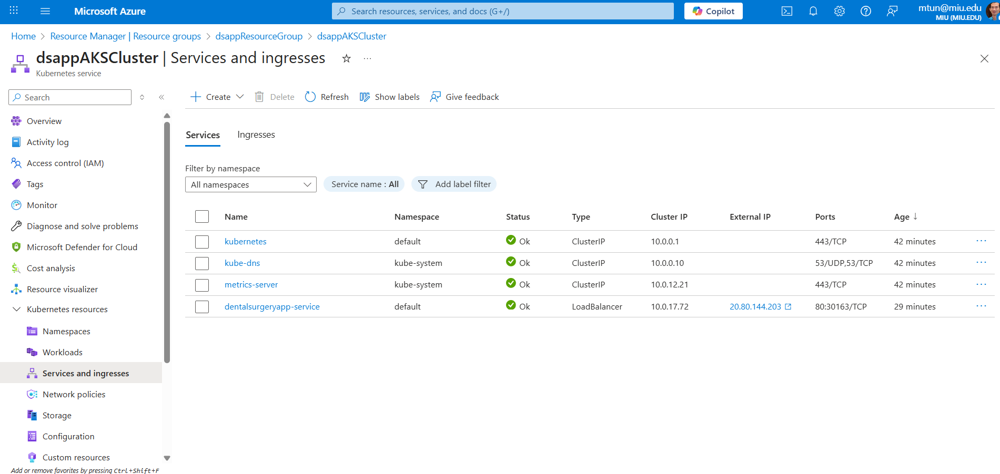 Microsoft Azure
Search resources, services, and docs (G+/)
Copilot
mtun@miu.edu
MIU (MIU.EDU)
Home > Resource Manager | Resource groups > dsappResourceGroup > dsappAKSCluster
dsappAKSCluster | Services and ingresses
Kubernetes service
Search
Create
Delete
Refresh
Show labels
Give feedback
Overview
Activity log
Access control (IAM)
Tags
Monitor
Diagnose and solve problems
Microsoft Defender for Cloud
Cost analysis
Resource visualizer
Kubernetes resources
Namespaces
Workloads
Services and ingresses
Network policies
Storage
Configuration
Custom resources
Add or remove favorites by pressing Ctrl+Shift+F
Services Ingresses
Filter by namespace
All namespaces
Service name : All
Add label filter
Name Namespace Status Type Cluster IP External IP Ports Age ↓
kubernetes default Ok ClusterIP 10.0.0.1 443/TCP 42 minutes
kube-dns kube-system Ok ClusterIP 10.0.0.10 53/UDP,53/TCP 42 minutes
metrics-server kube-system Ok ClusterIP 10.0.12.21 443/TCP 42 minutes
dentalsurgeryapp-service default Ok LoadBalancer 10.0.17.72 20.80.144.203 80:30163/TCP 29 minutes